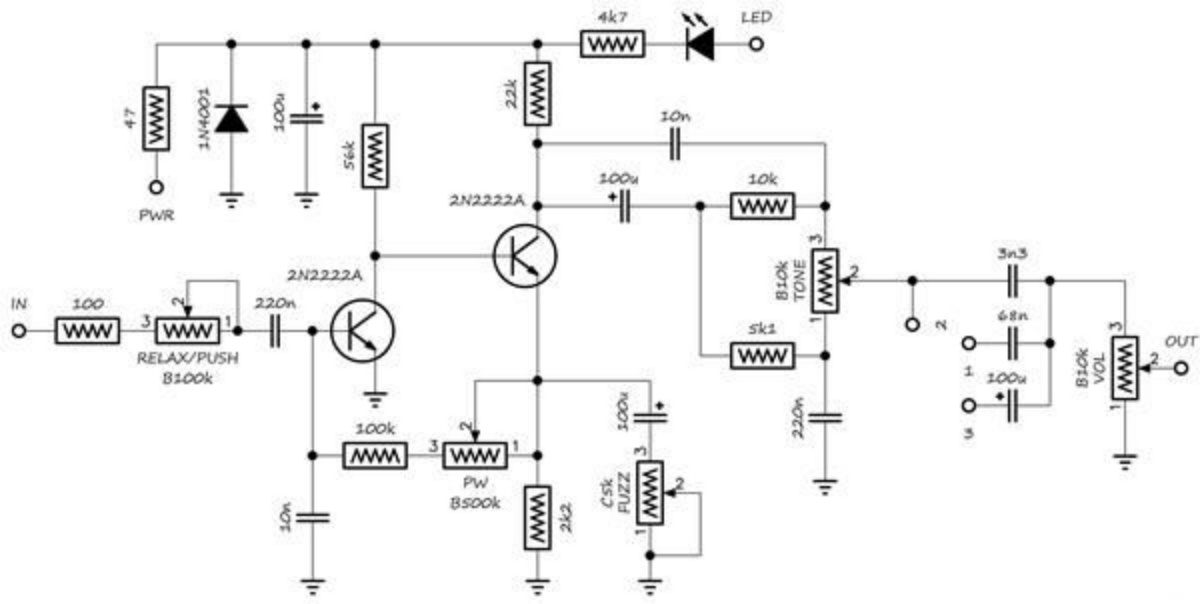 4k7
LED
47
1N4001
100u
+
56k
22k
10n
PWR
2N2222A
100u
+
10k
3
B10k
TONE
2
1
3n3
2N2222A
IN
100
2
3
1
220n
RELAX/PUSH
B100k
5k1
2
68n
1
100u
+
3
3
B10k
VOL
2
1
OUT
100k
2
3
1
PW
B500k
100u
+
220n
10n
2k2
3
C5k
FUZZ
2
1